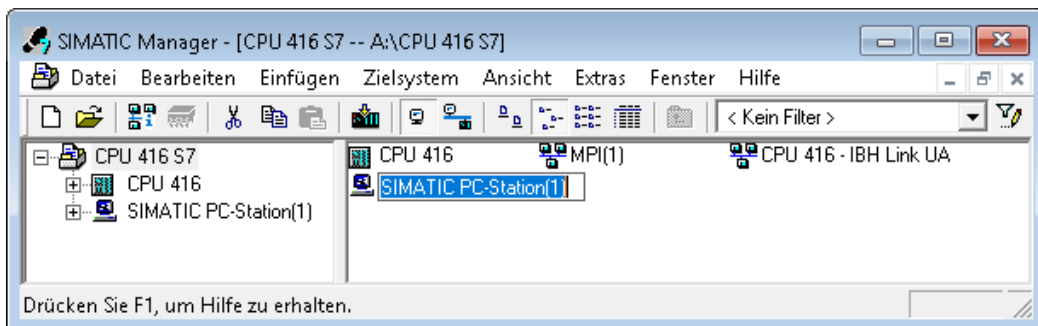 SIMATIC Manager - [CPU 416 S7 -- A:\CPU 416 S7]
Datei Bearbeiten Einfügen Zielsystem Ansicht Extras Fenster Hilfe
< Kein Filter >
CPU 416 S7
CPU 416
SIMATIC PC-Station(1)
CPU 416 MPI(1) CPU 416 - IBH Link UA
SIMATIC PC-Station(1)
Drücken Sie F1, um Hilfe zu erhalten.